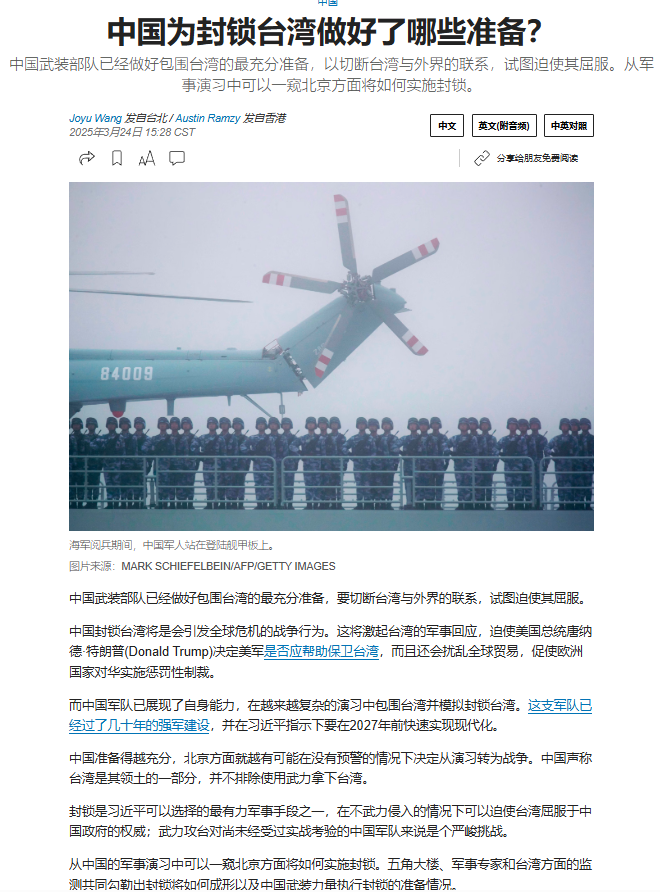 中国
中国为封锁台湾做好了哪些准备？
中国武装部队已经做好包围台湾的最充分准备，以切断台湾与外界的联系，试图迫使其屈服。从军
事演习中可以一窥北京方面将如何实施封锁。
Joyu Wang 发自台北 / Austin Ramzy 发自香港
2025年3月24日 15:28 CST
中文
英文(附音频)
中英对照
分享给朋友免费阅读
84009
海军阅兵期间，中国军人站在登陆舰甲板上。
图片来源：MARK SCHIEFELBEIN/AFP/GETTY IMAGES
中国武装部队已经做好包围台湾的最充分准备，要切断台湾与外界的联系，试图迫使其屈服。
中国封锁台湾将是会引发全球危机的战争行为。这将激起台湾的军事回应，迫使美国总统唐纳
德·特朗普(Donald Trump)决定美军是否应帮助保卫台湾，而且还会扰乱全球贸易，促使欧洲
国家对华实施惩罚性制裁。
而中国军队已展现了自身能力，在越来越复杂的演习中包围台湾并模拟封锁台湾。这支军队已
经过了几十年的强军建设，并在习近平指示下要在2027年前快速实现现代化。
中国准备得越充分，北京方面就越有可能在没有预警的情况下决定从演习转为战争。中国声称
台湾是其领土的一部分，并不排除使用武力拿下台湾。
封锁是习近平可以选择的最有力军事手段之一，在不武力侵入的情况下可以迫使台湾屈服于中
国政府的权威；武力攻台对尚未经受过实战考验的中国军队来说是个严峻挑战。
从中国的军事演习中可以一窥北京方面将如何实施封锁。五角大楼、军事专家和台湾方面的监
测共同勾勒出封锁将如何成形以及中国武装力量执行封锁的准备情况。